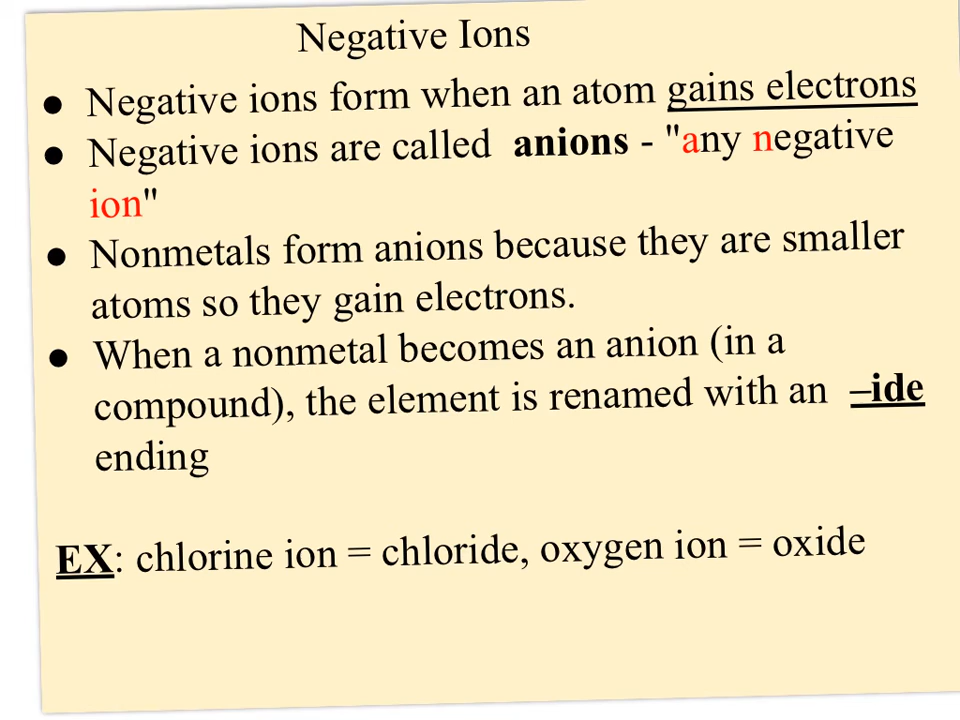 Negative Ions
● Negative ions form when an atom gains electrons
● Negative ions are called anions - "any negative
ion"
● Nonmetals form anions because they are smaller
atoms so they gain electrons.
● When a nonmetal becomes an anion (in a
compound), the element is renamed with an –ide
ending
EX: chlorine ion = chloride, oxygen ion = oxide